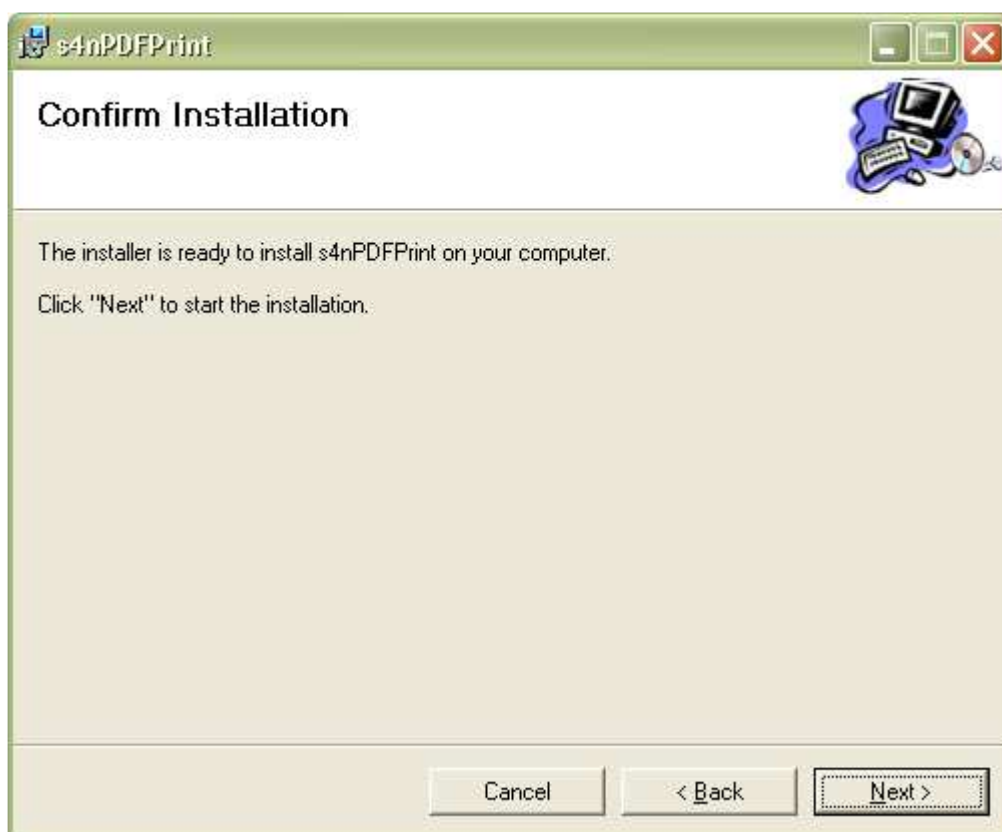 s4nPDFPrint
Confirm Installation
The installer is ready to install s4nPDFPrint on your computer.
Click "Next" to start the installation.
Cancel
< Back
Next >